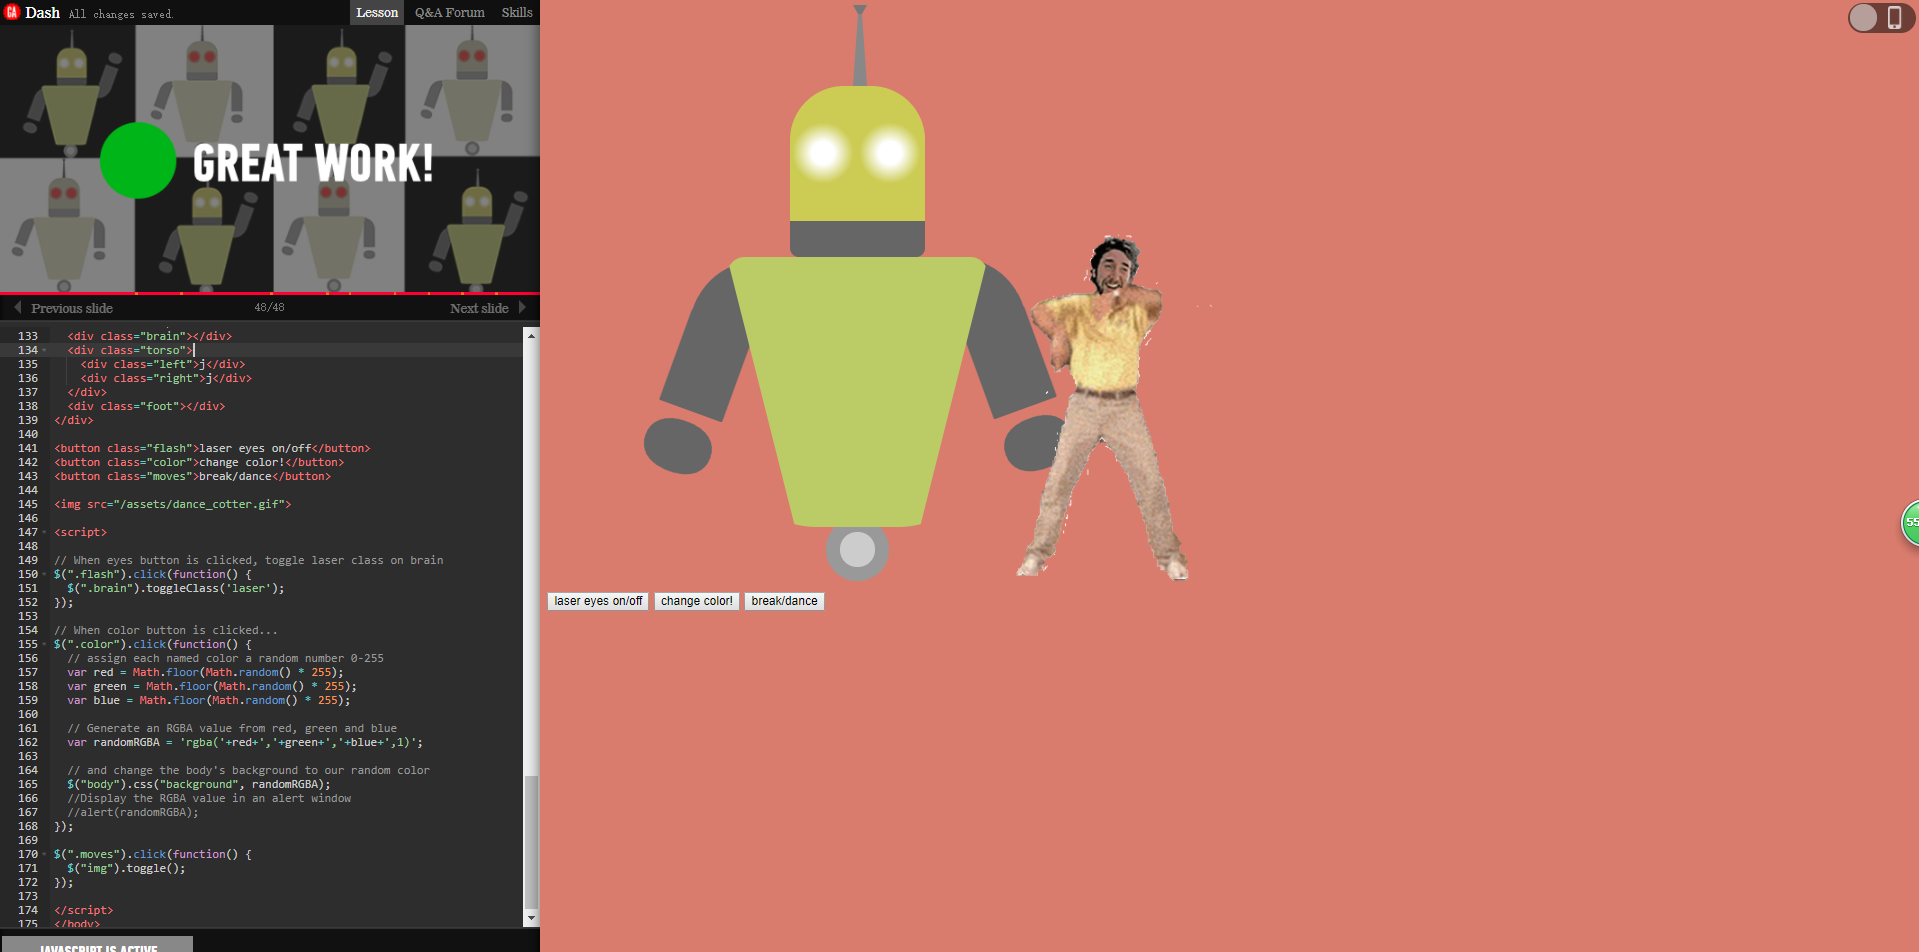 GA Dash All changes saved. Lesson Q&A Forum Skills
GREAT WORK!
Previous slide 48/48 Next slide
133 <div class="brain"></div>
134 <div class="torso">
135 <div class="left">j</div>
136 <div class="right">j</div>
137 </div>
138 <div class="foot"></div>
139 </div>
140
141 <button class="flash">laser eyes on/off</button>
142 <button class="color">change color!</button>
143 <button class="moves">break/dance</button>
144
145 <img src="/assets/dance_cotter.gif">
146
147 <script>
148
149 // When eyes button is clicked, toggle laser class on brain
150 $(".flash").click(function() {
151 $(".brain").toggleClass('laser');
152 });
153
154 // When color button is clicked...
155 $(".color").click(function() {
156 // assign each named color a random number 0-255
157 var red = Math.floor(Math.random() * 255);
158 var green = Math.floor(Math.random() * 255);
159 var blue = Math.floor(Math.random() * 255);
160
161 // Generate an RGBA value from red, green and blue
162 var randomRGBA = 'rgba('+red+','+green+','+blue+',1)';
163
164 // and change the body's background to our random color
165 $("body").css("background", randomRGBA);
166 //Display the RGBA value in an alert window
167 //alert(randomRGBA);
168 });
169
170 $(".moves").click(function() {
171 $("img").toggle();
172 });
173
174 </script>
175 </body>
JAVASCRIPT IS ACTIVE
laser eyes on/off change color! break/dance
55